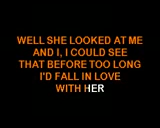 WELL SHE LOOKED AT ME
AND I, I COULD SEE
THAT BEFORE TOO LONG
I'D FALL IN LOVE
WITH HER